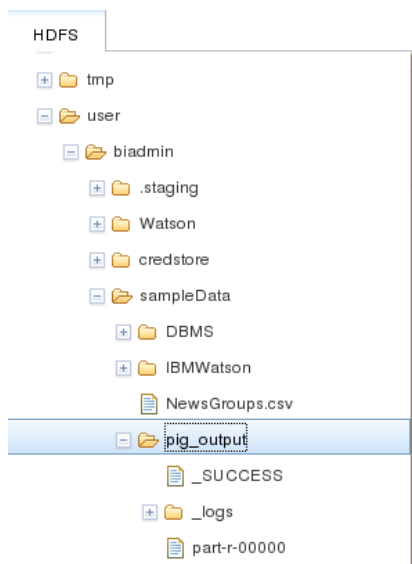 HDFS
tmp
user
biadmin
.staging
Watson
credstore
sampleData
DBMS
IBMWatson
NewsGroups.csv
pig_output
_SUCCESS
_logs
part-r-00000